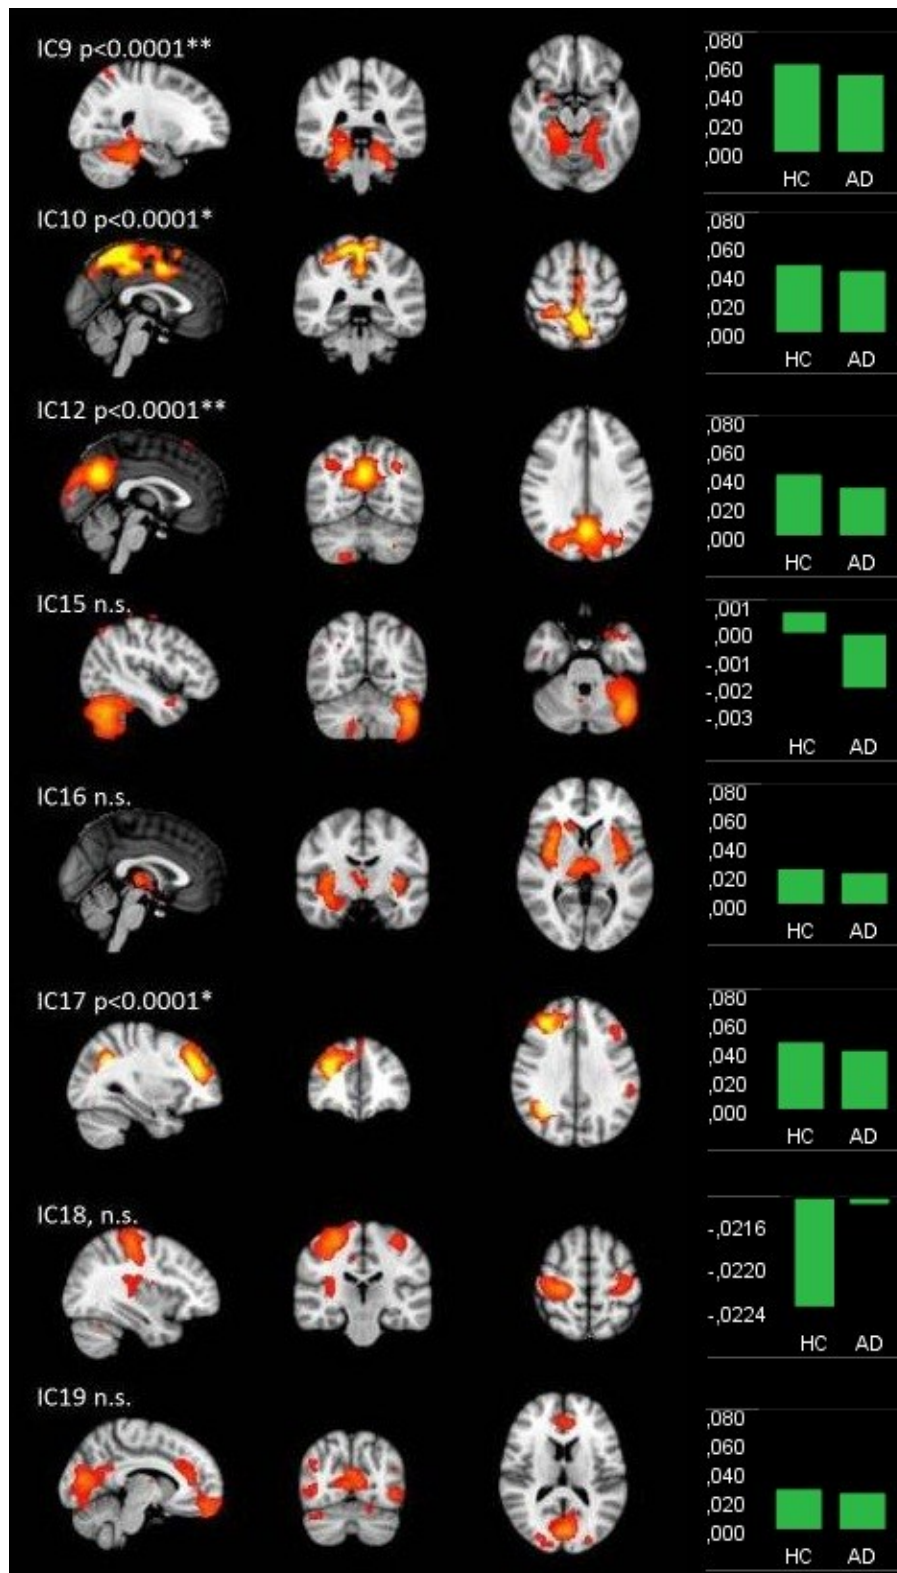 IC9 p<0.0001**
,080
,060
,040
,020
,000
HC AD
IC10 p<0.0001*
,080
,060
,040
,020
,000
HC AD
IC12 p<0.0001**
,080
,060
,040
,020
,000
HC AD
IC15 n.s.
,001
,000
-,001
-,002
-,003
HC AD
IC16 n.s.
,080
,060
,040
,020
,000
HC AD
IC17 p<0.0001*
,080
,060
,040
,020
,000
HC AD
IC18, n.s.
-,0216
-,0220
-,0224
HC AD
IC19 n.s.
,080
,060
,040
,020
,000
HC AD